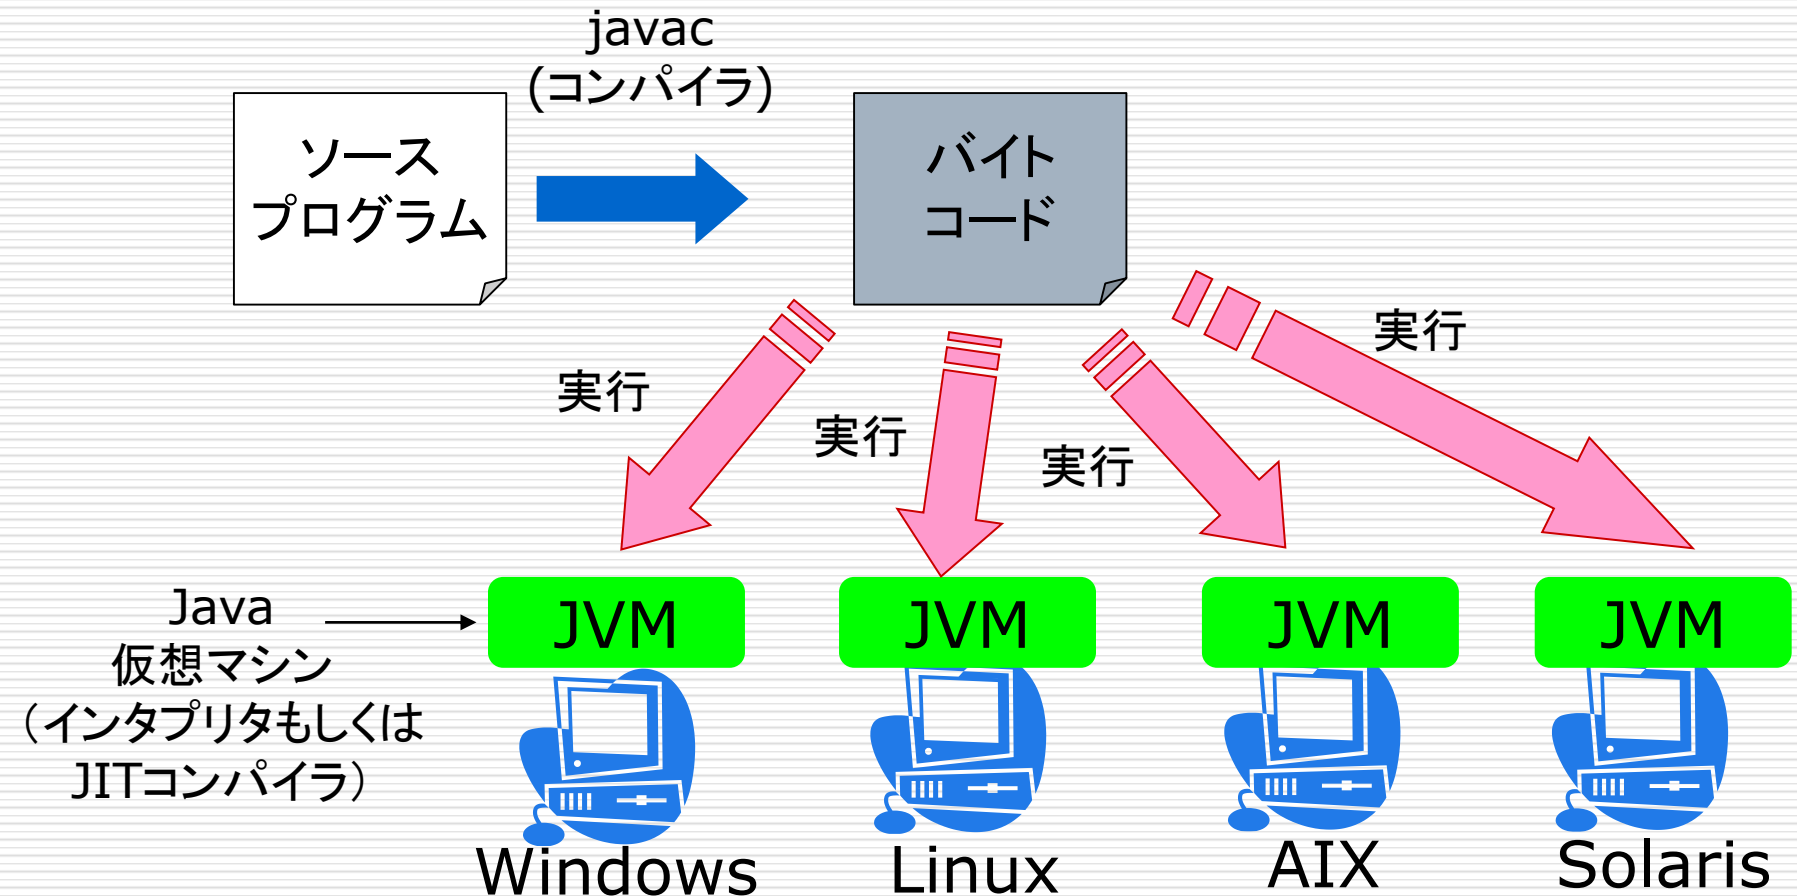 javac
(コンパイラ)
ソース
プログラム
バイト
コード
実行
実行
実行
実行
Java
仮想マシン
（インタプリタもしくは
JITコンパイラ）
JVM
JVM
JVM
JVM
Windows
Linux
AIX
Solaris